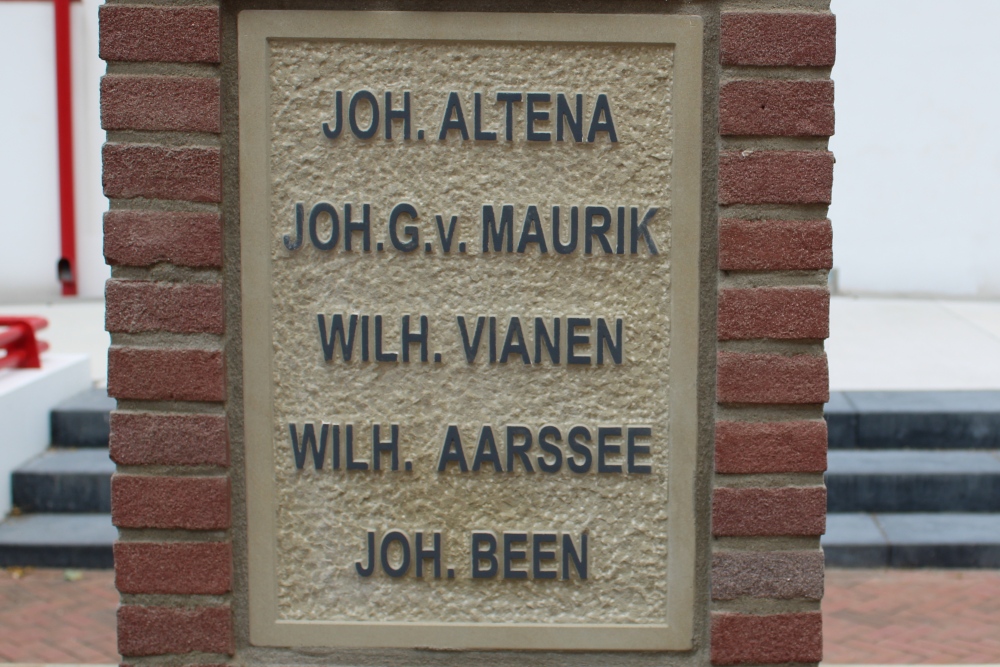 JOH. ALTENA
JOH.G.v. MAURIK
WILH. VIANEN
WILH. AARSSEE
JOH. BEEN